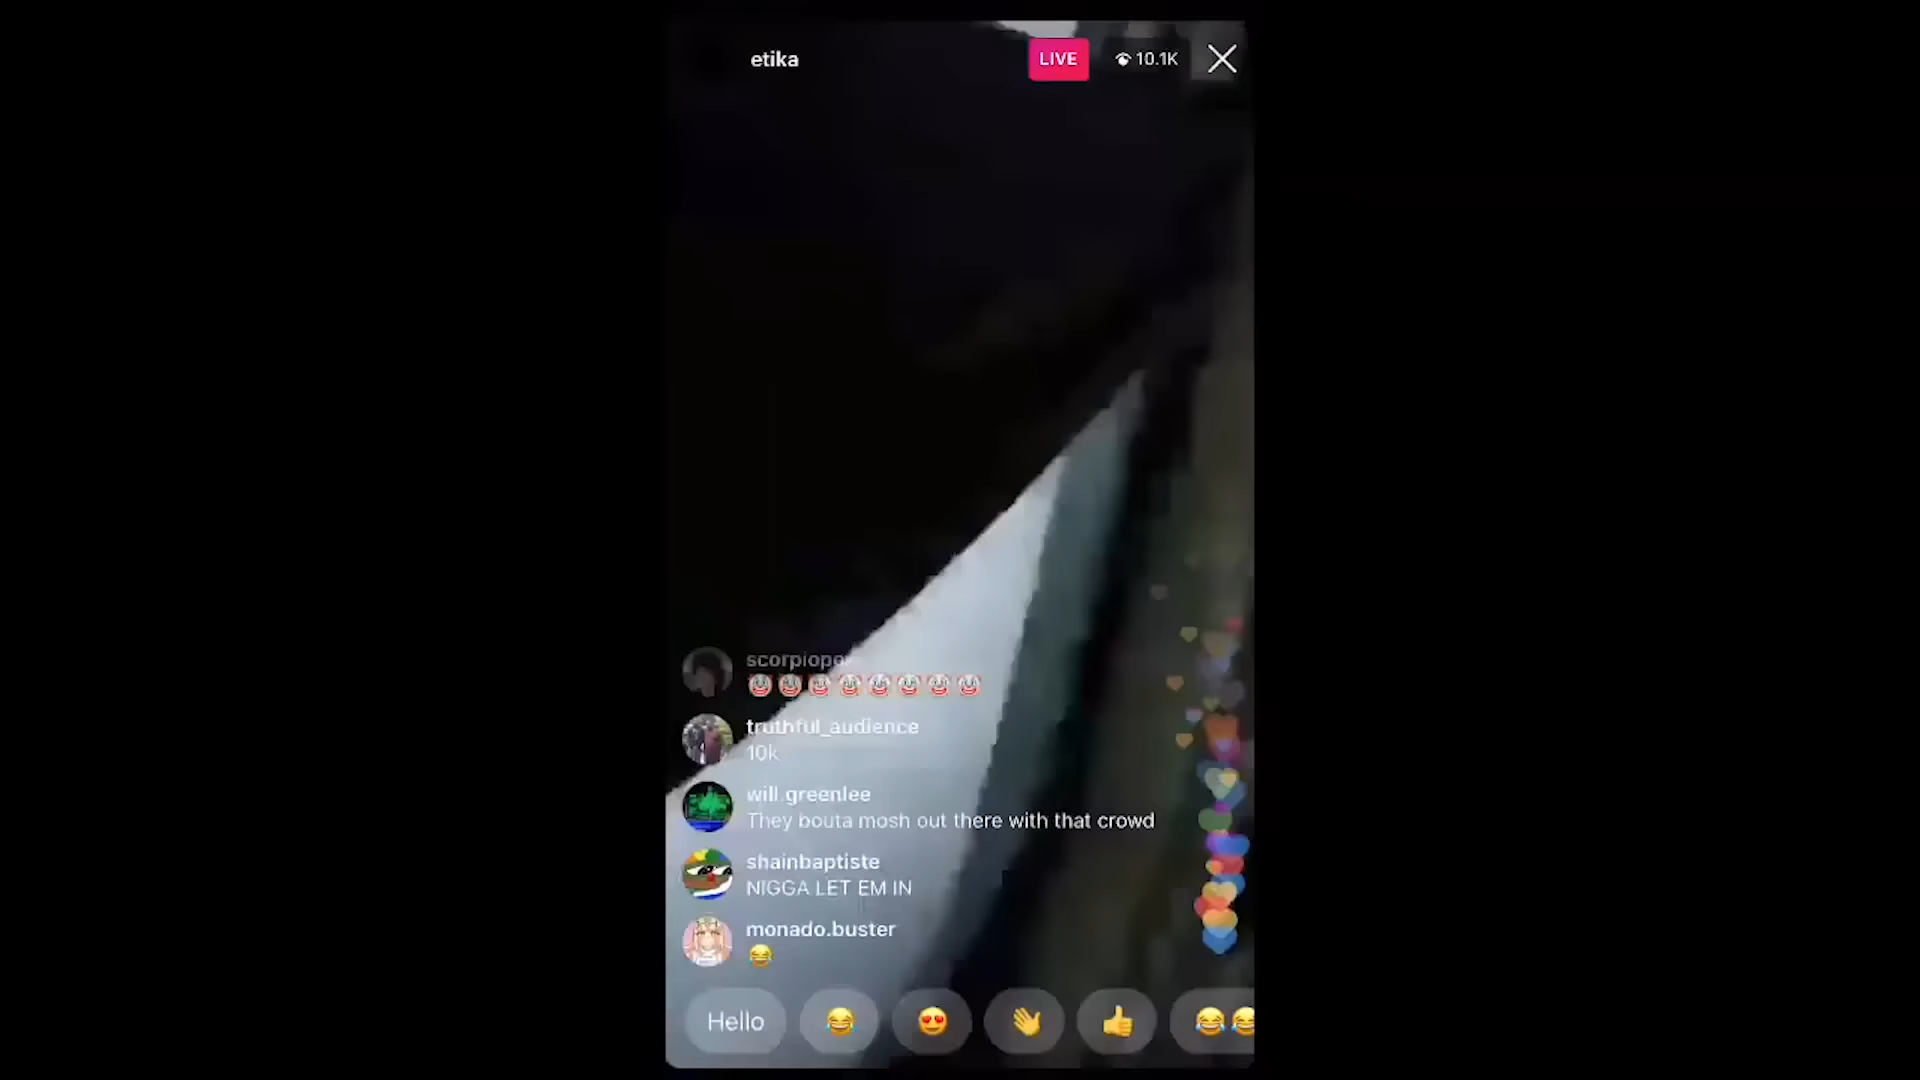 etika
LIVE
10.1K
truthful_audience
10k
will.greenlee
They bouta mosh out there with that crowd
shainbaptiste
NIGGA LET EM IN
monado.buster
😂
Hello